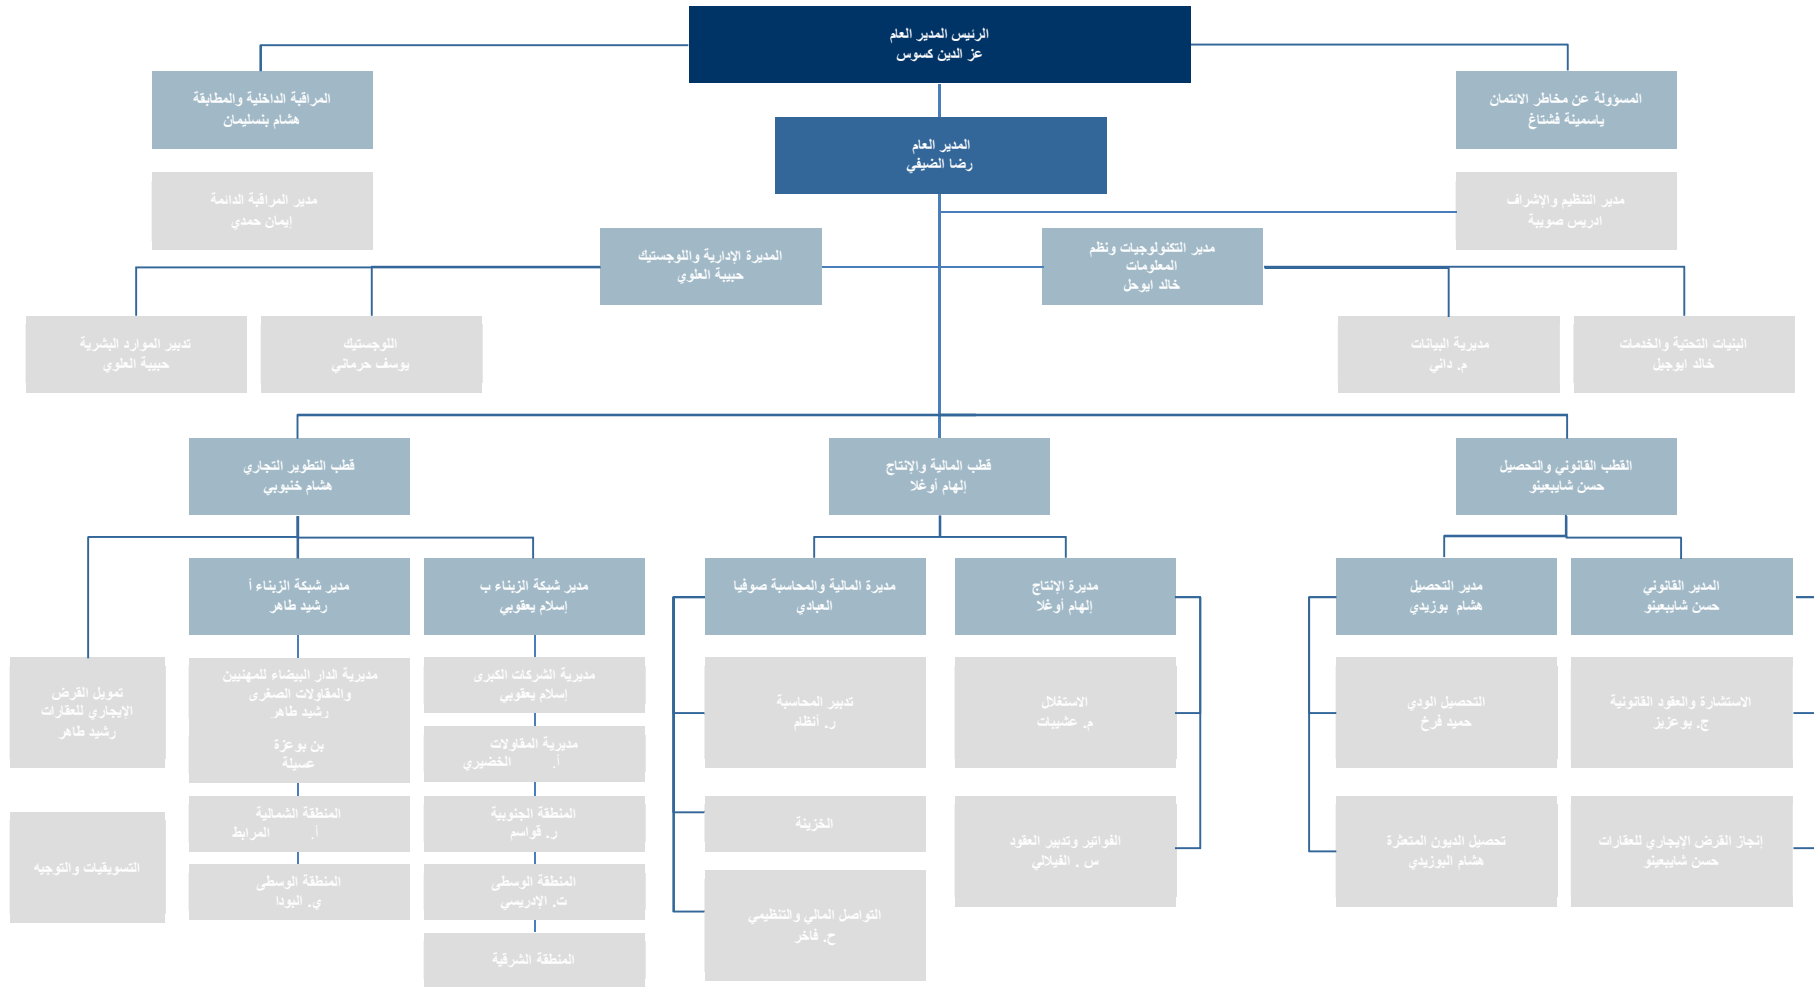 الرئيس المدير العام
عز الدين كسوس
المسؤولة عن مخاطر الائتمان
ياسمينة فشتاغ
المراقبة الداخلية والمطابقة
هشام بنسليمان
المدير العام
رضا الضيفي
مدير التنظيم والإشراف
ادريس صويبة
مدير المراقبة الدائمة
إيمان حمدي
مدير التكنولوجيات ونظم
المعلومات
خالد ايوحل
المديرة الإدارية واللوجستيك
حبيبة العلوي
البنيات التحتية والخدمات
خالد ايوجيل
مديرية البيانات
م. داني
اللوجستيك
يوسف حرماني
تدبير الموارد البشرية
حبيبة العلوي
القطب القانوني والتحصيل
حسن شايبعينو
قطب المالية والإنتاج
إلهام أوغلا
قطب التطوير التجاري
هشام خنبوبي
المدير القانوني
حسن شايبعينو
مدير التحصيل
هشام بوزيدي
مديرة الإنتاج
إلهام أوغلا
مديرة المالية والمحاسبة صوفيا
العبادي
مدير شبكة الزبناء ب
إسلام يعقوبي
مدير شبكة الزبناء أ
رشيد طاهر
الاستشارة والعقود القانونية
ج. بوعزيز
التحصيل الودي
حميد فرخ
الاستغلال
م. عشيبات
تدبير المحاسبة
ر. أنظام
مديرية الشركات الكبرى
إسلام يعقوبي
مديرية الدار البيضاء للمهنيين
والمقاولات الصغرى
رشيد طاهر
بن بوعزة
عسيلة
تمويل القرض
الإيجاري للعقارات
رشيد طاهر
مديرية المقاولات
أ. الخضيري
إنجاز القرض الإيجاري للعقارات
حسن شايبعينو
تحصيل الديون المتعثرة
هشام البوزيدي
الفواتير وتدبير العقود
س . الفيلالي
الخزينة
المنطقة الجنوبية
ر. قواسم
المنطقة الشمالية
أ. المرابط
التسويقيات والتوجيه
التواصل المالي والتنظيمي
ح. فاخر
المنطقة الوسطى
ت. الإدريسي
المنطقة الوسطى
ي. البودا
المنطقة الشرقية